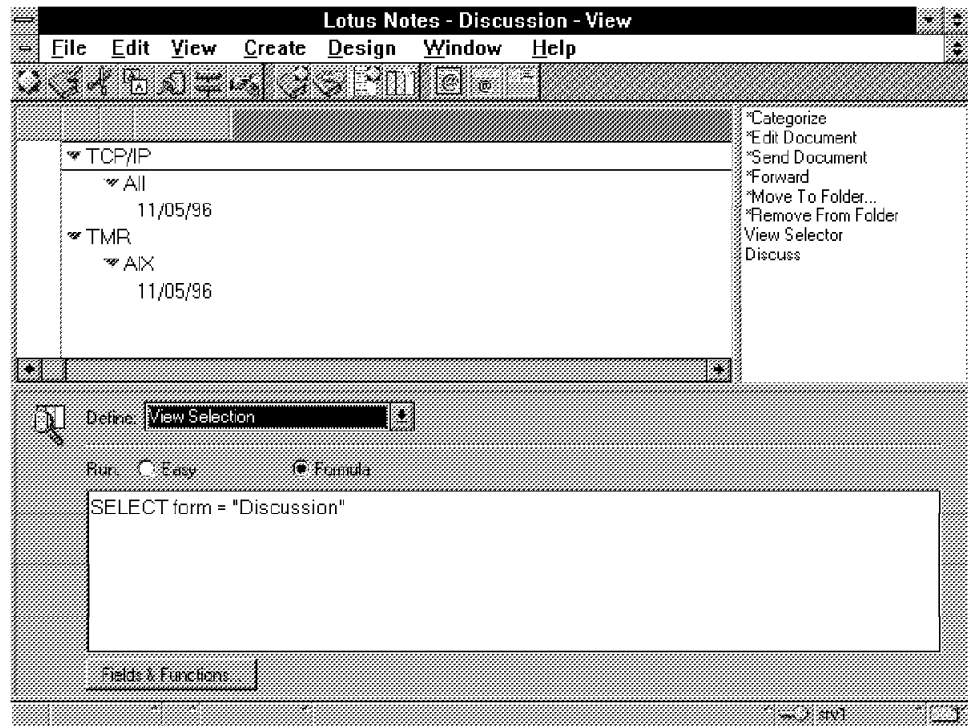 Lotus Notes - Discussion - View
File Edit View Create Design Window Help
TCP/IP
All
11/05/96
TMR
AIX
11/05/96
*Categorize
*Edit Document
*Send Document
*Forward
*Move To Folder...
*Remove From Folder
View Selector
Discuss
Define: View Selection
Run: Easy Formula
SELECT form = "Discussion"
Fields & Functions...
srv1